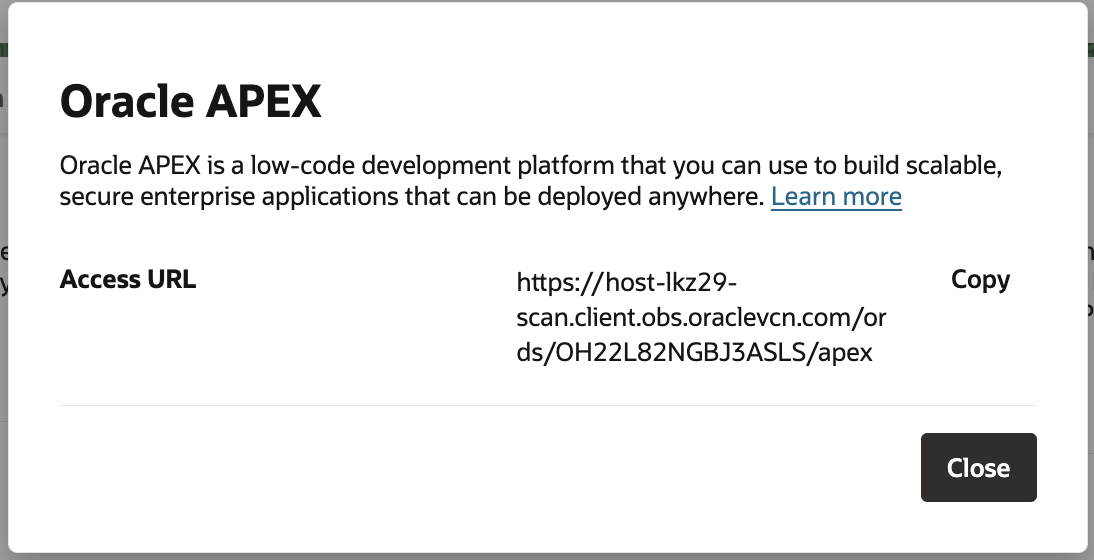 Oracle APEX
Oracle APEX is a low-code development platform that you can use to build scalable,
secure enterprise applications that can be deployed anywhere. Learn more
Access URL
https://host-lkz29-
scan.client.obs.oraclevcn.com/or
ds/OH22L82NGBJ3ASLS/apex
Copy
Close